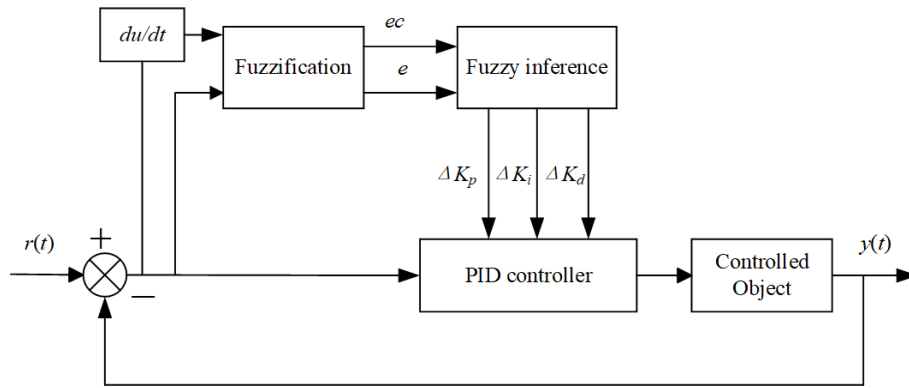 du/dt
ec
e
Fuzzification
Fuzzy inference
ΔKp
ΔKi
ΔKd
r(t)
+
−
PID controller
Controlled
Object
y(t)